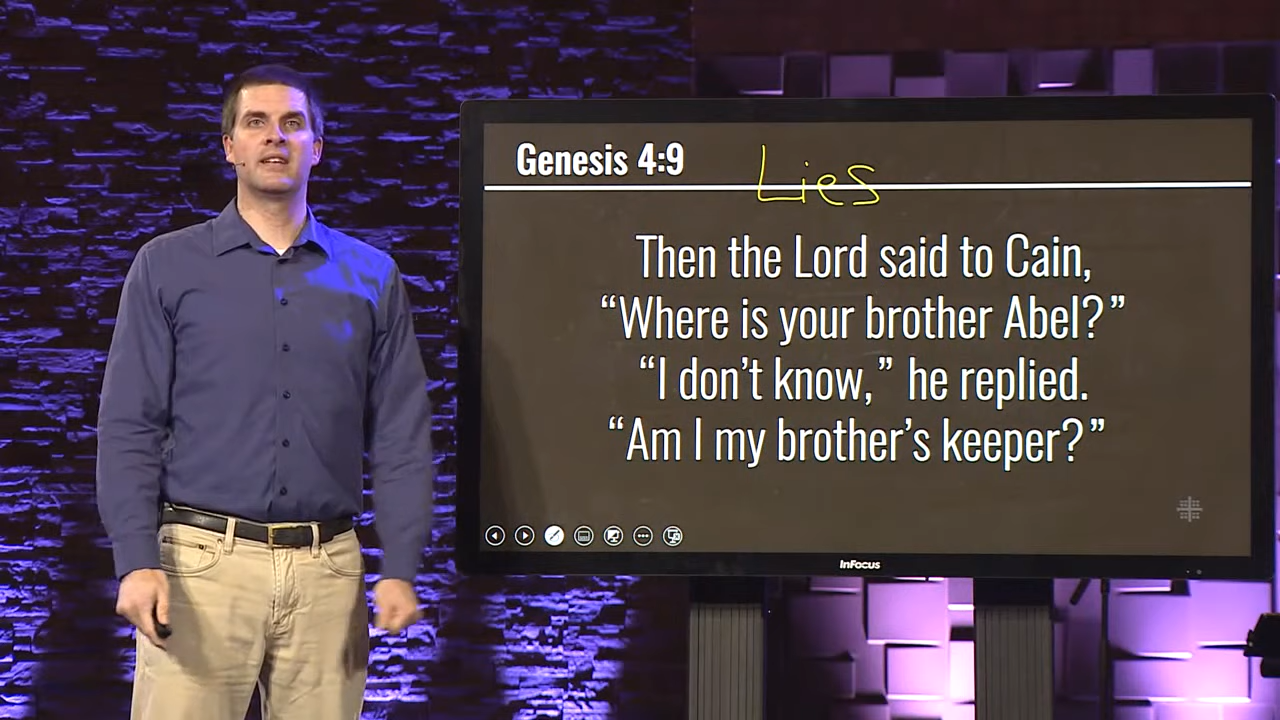 Genesis 4:9
Lies
Then the Lord said to Cain,
“Where is your brother Abel?”
“I don’t know,” he replied.
“Am I my brother’s keeper?”
InFocus